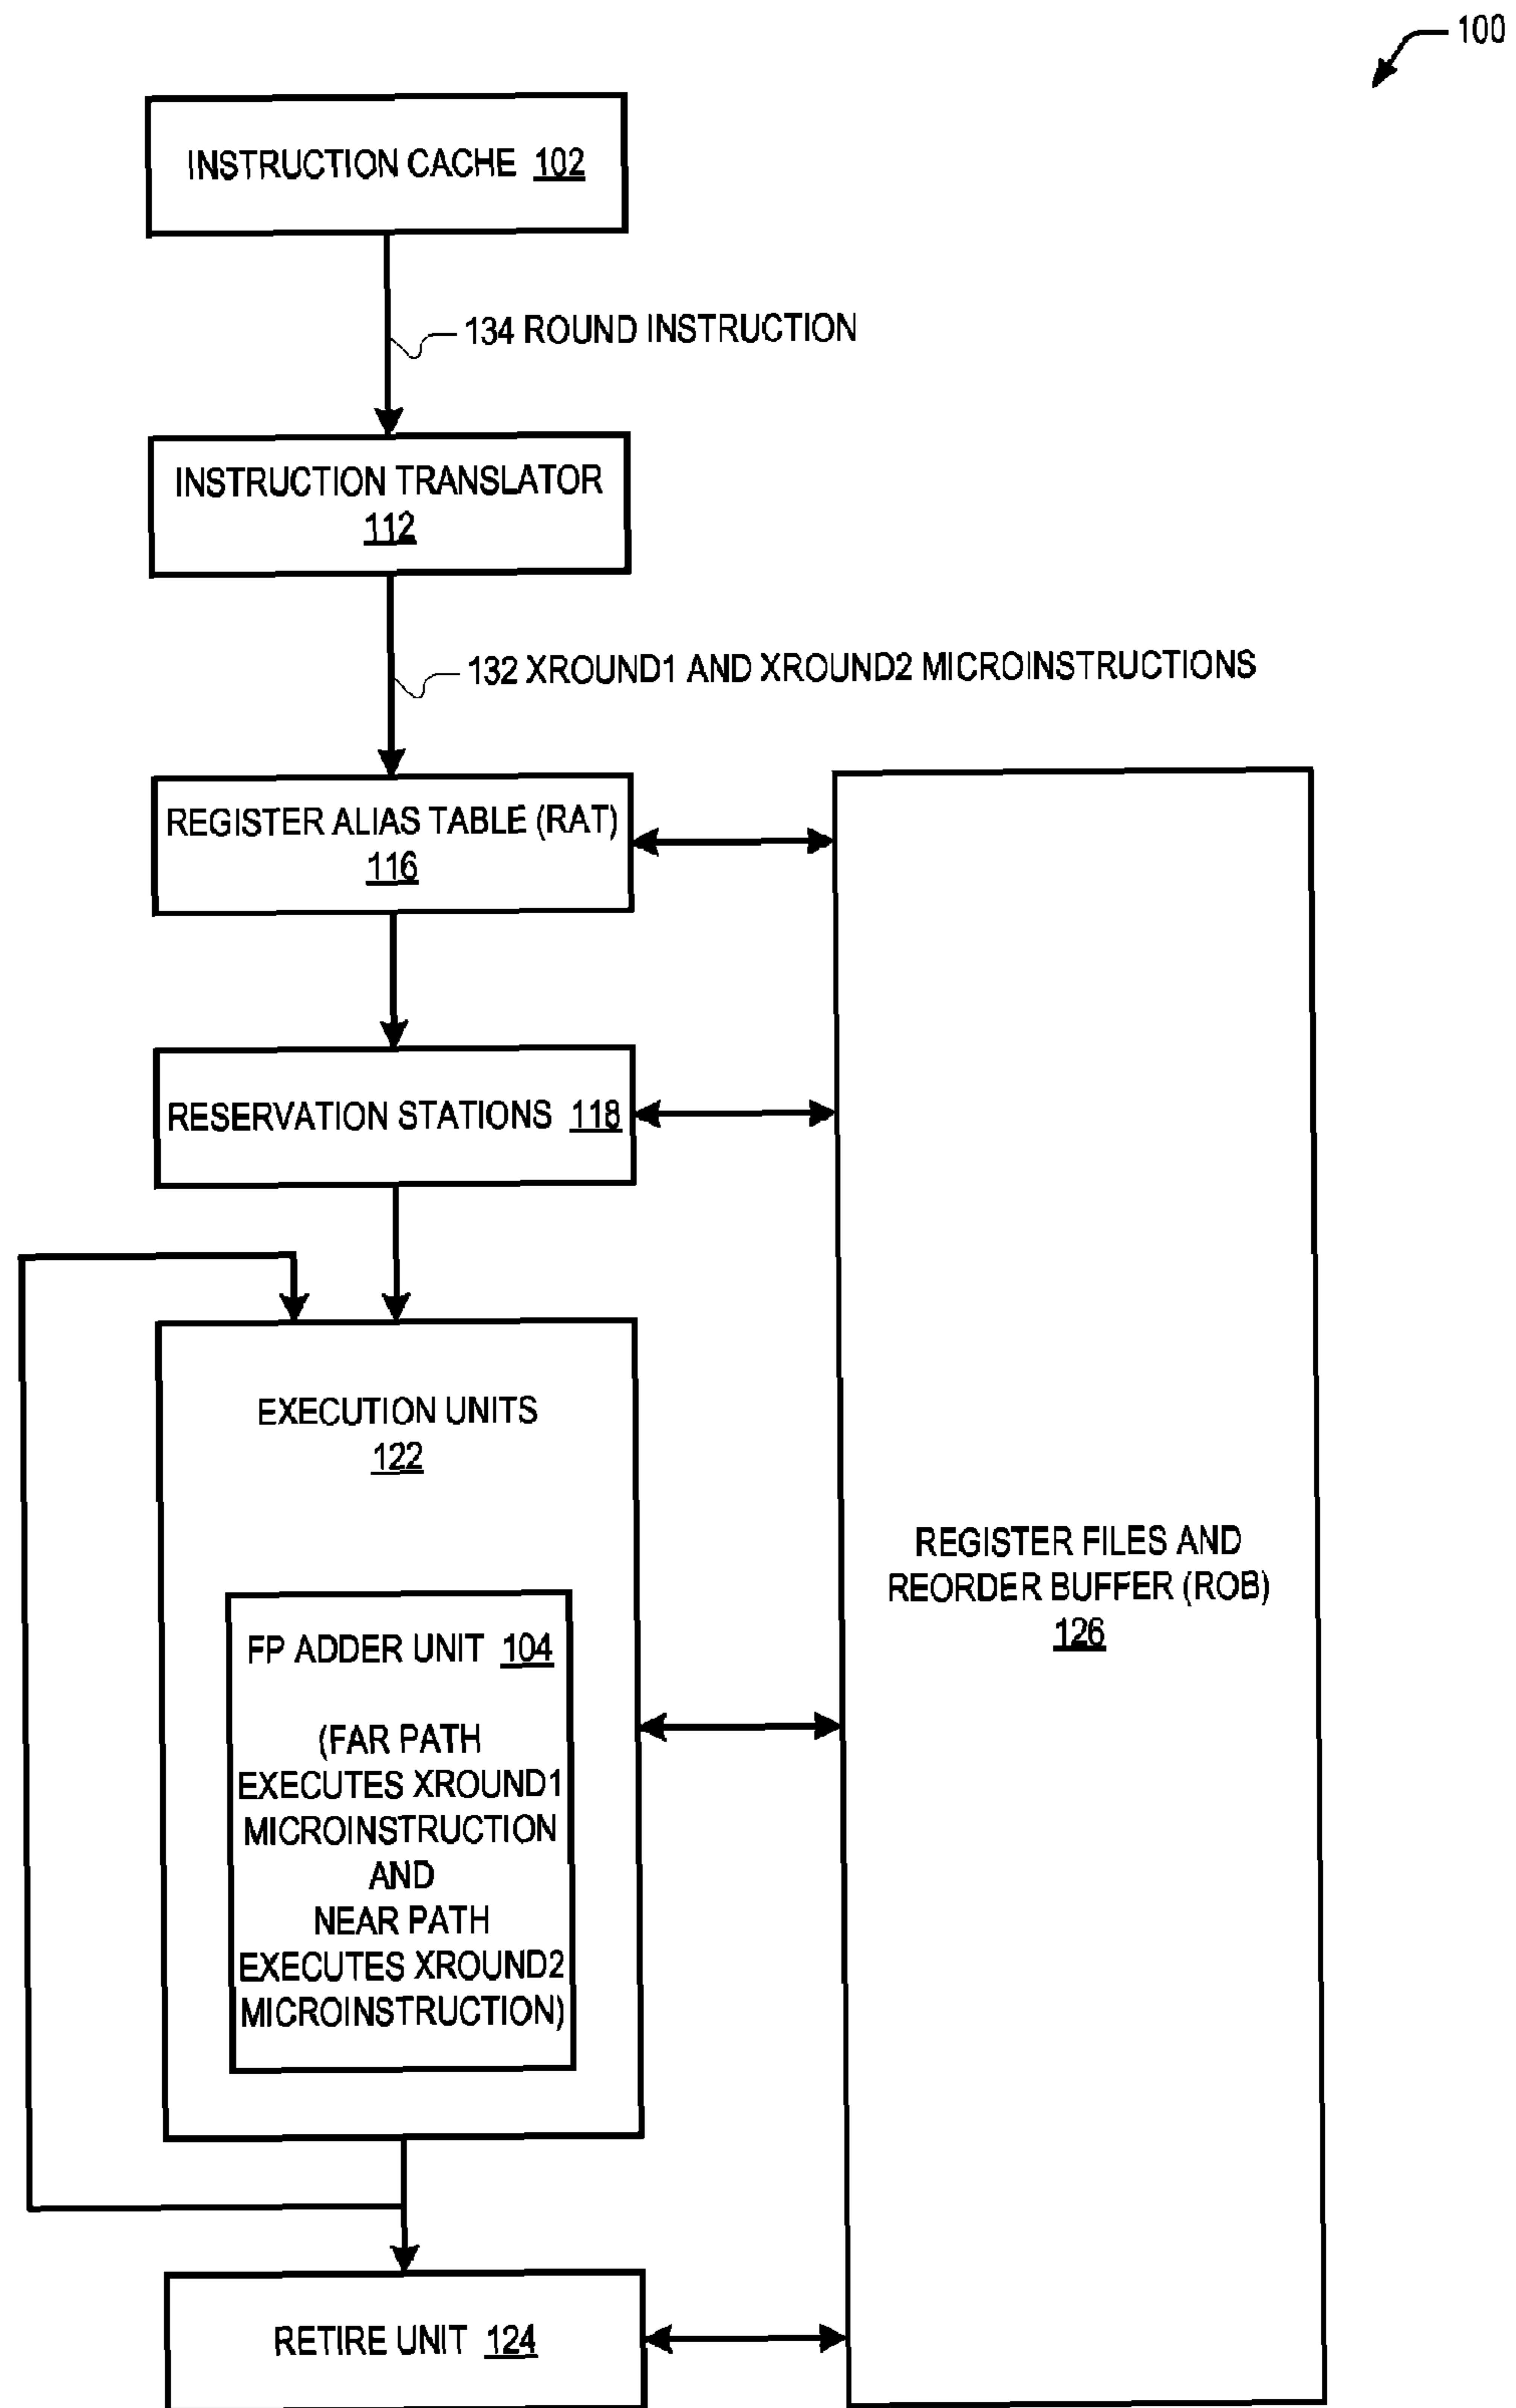 100
INSTRUCTION CACHE 102
134 ROUND INSTRUCTION
INSTRUCTION TRANSLATOR
112
132 XROUND1 AND XROUND2 MICROINSTRUCTIONS
REGISTER ALIAS TABLE (RAT)
116
RESERVATION STATIONS 118
EXECUTION UNITS
122
FP ADDER UNIT 104
(FAR PATH
EXECUTES XROUND1
MICROINSTRUCTION
AND
NEAR PATH
EXECUTES XROUND2
MICROINSTRUCTION)
REGISTER FILES AND
REORDER BUFFER (ROB)
126
RETIRE UNIT 124